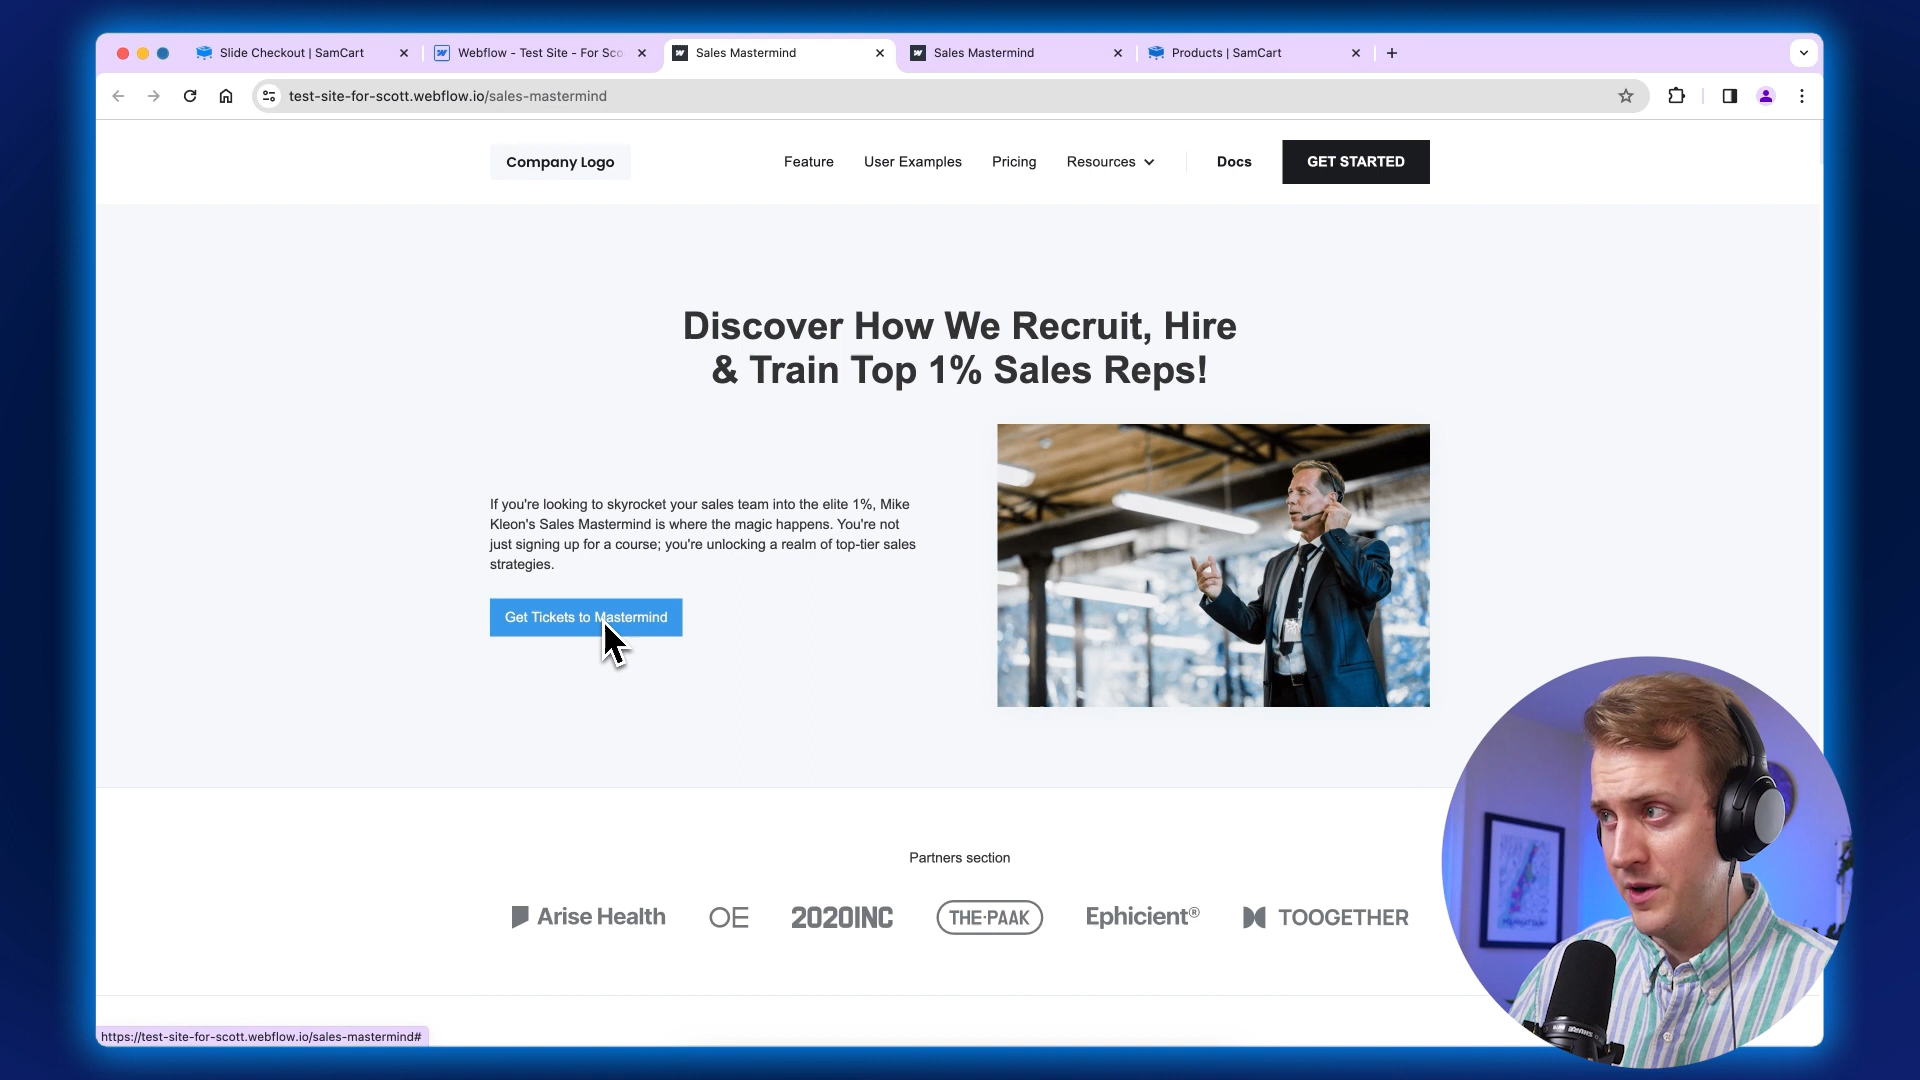 Slide Checkout | SamCart
Webflow - Test Site - For Sco
Sales Mastermind
Sales Mastermind
Products | SamCart
test-site-for-scott.webflow.io/sales-mastermind
Company Logo
Feature
User Examples
Pricing
Resources
Docs
GET STARTED
Discover How We Recruit, Hire
& Train Top 1% Sales Reps!
If you're looking to skyrocket your sales team into the elite 1%, Mike
Kleon's Sales Mastermind is where the magic happens. You're not
just signing up for a course; you're unlocking a realm of top-tier sales
strategies.
Get Tickets to Mastermind
Partners section
Arise Health
OE
2020INC
THE·PAAK
Ephicient®
TOOGETHER
https://test-site-for-scott.webflow.io/sales-mastermind#